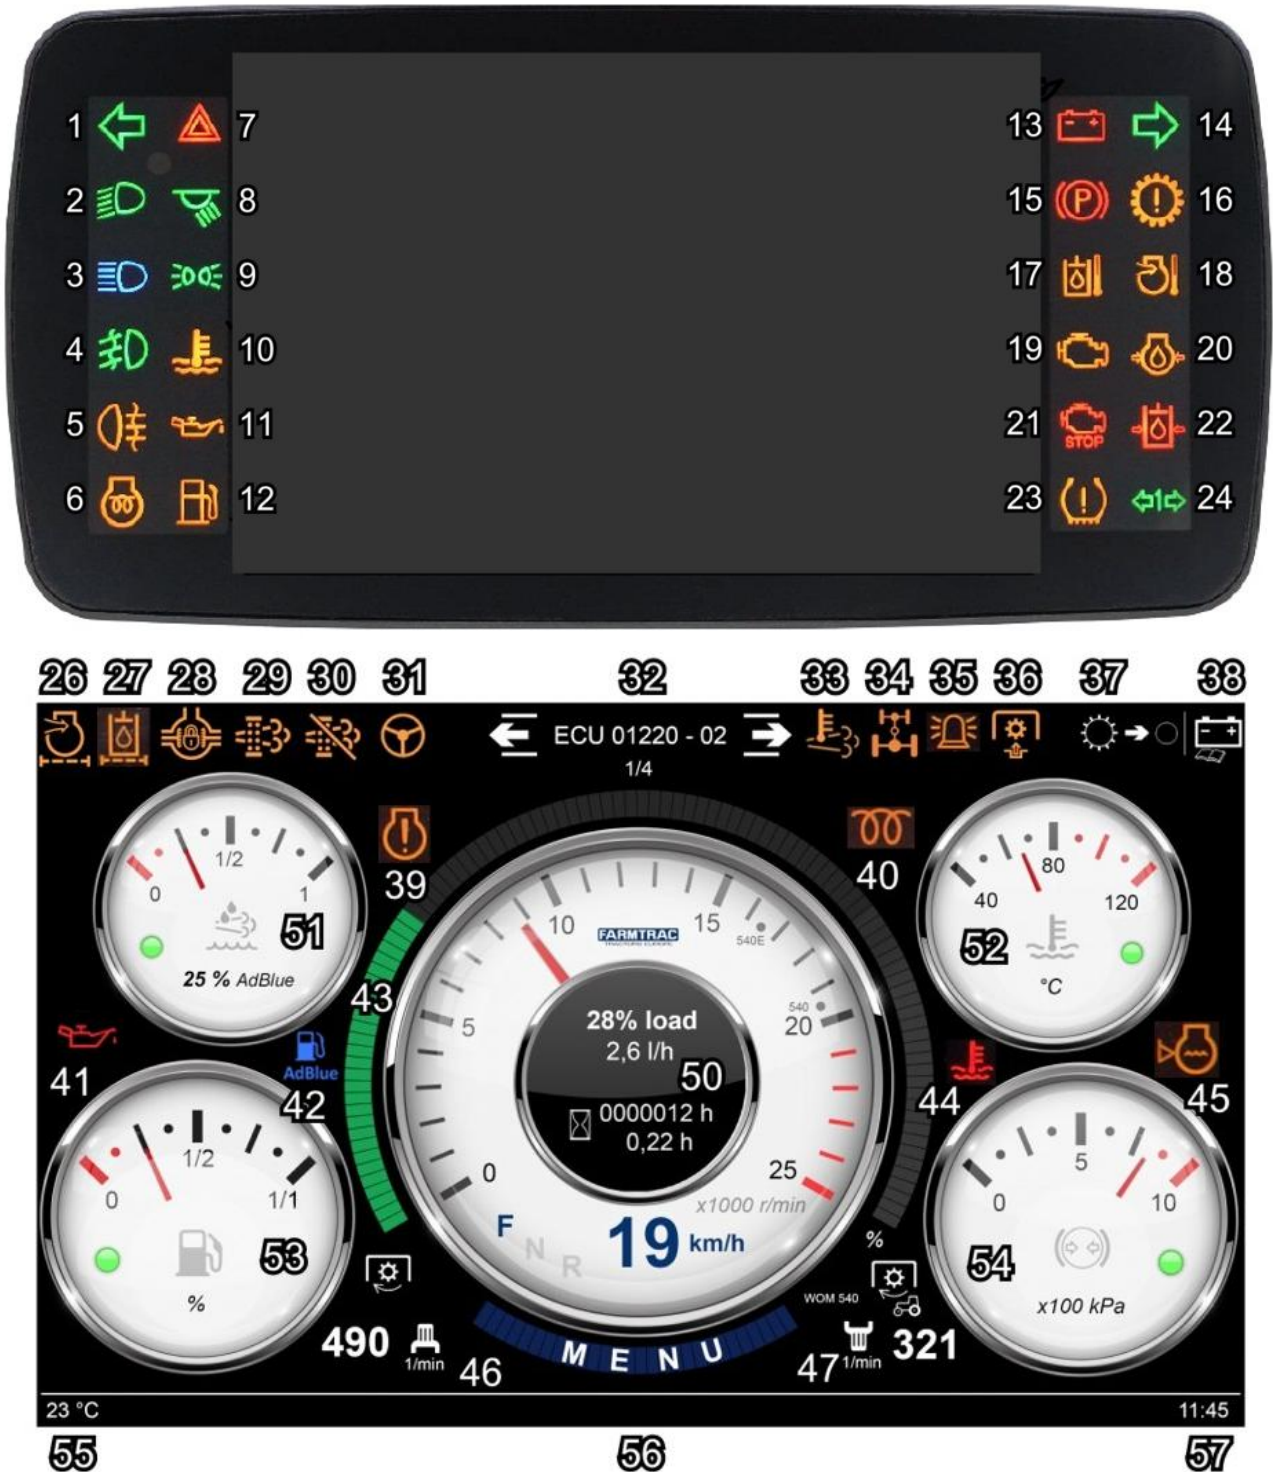 1 7 13 14
2 8 15 P 16
3 9 17 18
4 10 19 20
5 11 21 STOP 22
6 12 23 1 24
26 27 28 29 30 31 32 33 34 35 36 37 38
ECU 01220 - 02
1/4
39 40
0 1/2 1
51
25 % AdBlue
40 80 120
52
°C
43
0 5 10 15 20 25
540E
540
FARMTRAC
TRACTORS EUROPE
28% load
2,6 l/h
50
0000012 h
0,22 h
x1000 r/min
F N R
19 km/h
41
AdBlue
42
44
45
0 1/2 1/1
53
%
%
0 5 10
54
x100 kPa
WOM 540
490 1/min
46
MENU
47 1/min 321
23 °C
11:45
55 56 57